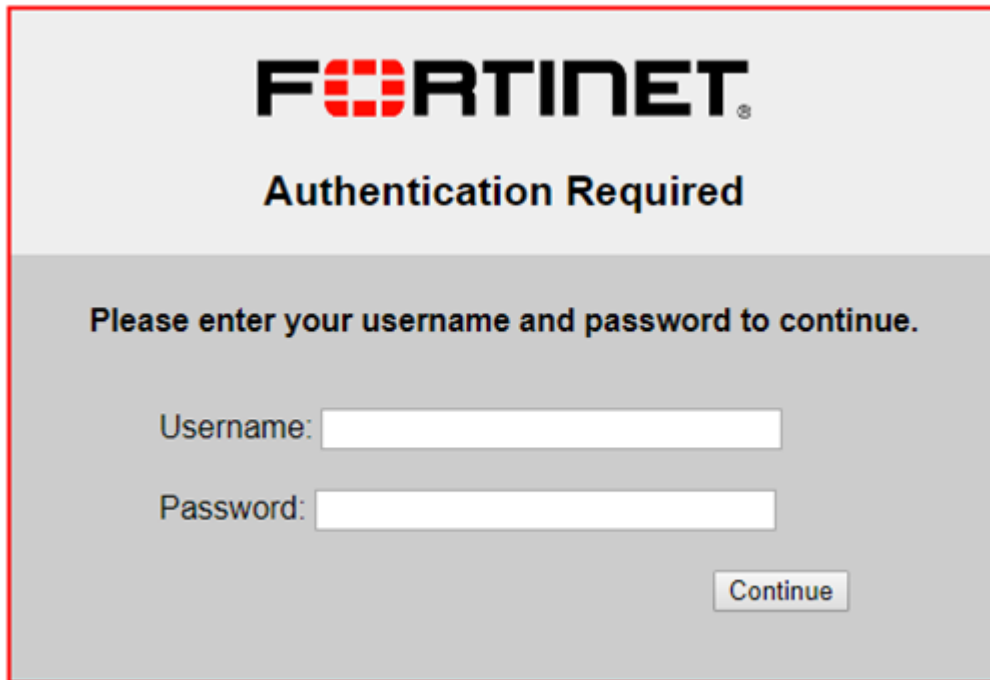 FORTINET®
Authentication Required
Please enter your username and password to continue.
Username:
Password:
Continue